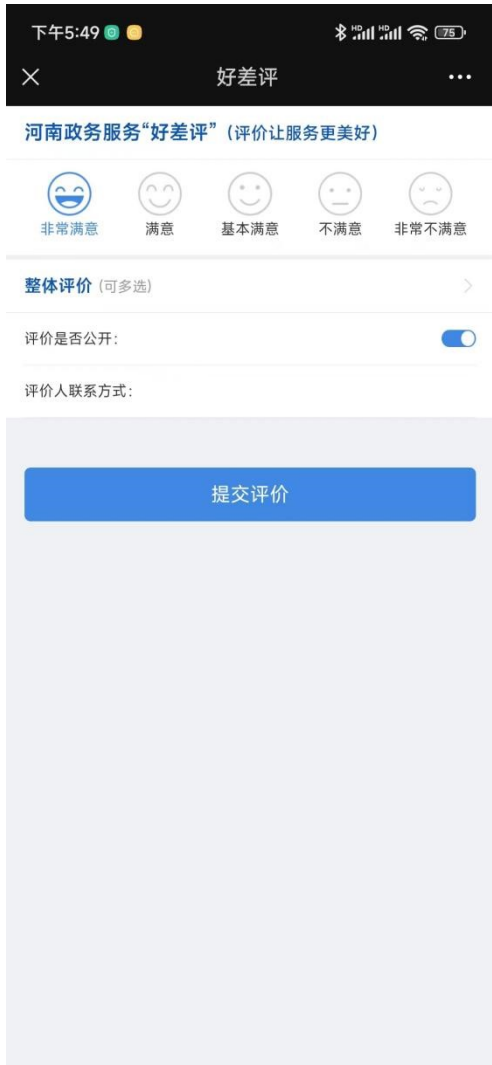 下午5:49
HD HD 75
好差评
河南政务服务“好差评”（评价让服务更美好）
非常满意 满意 基本满意 不满意 非常不满意
整体评价 (可多选)
评价是否公开：
评价人联系方式：
提交评价